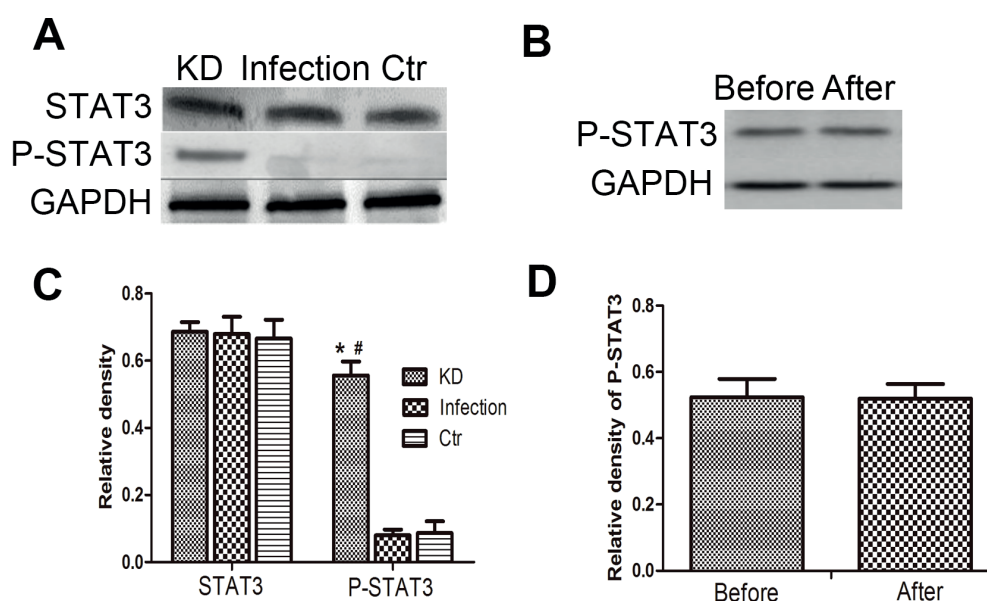 A
KD Infection Ctr
STAT3
P-STAT3
GAPDH
B
Before After
P-STAT3
GAPDH
C
Relative density
0.8
0.6
0.4
0.2
0.0
* #
KD
Infection
Ctr
STAT3 P-STAT3
D
Relative density of P-STAT3
0.8
0.6
0.4
0.2
0.0
Before After